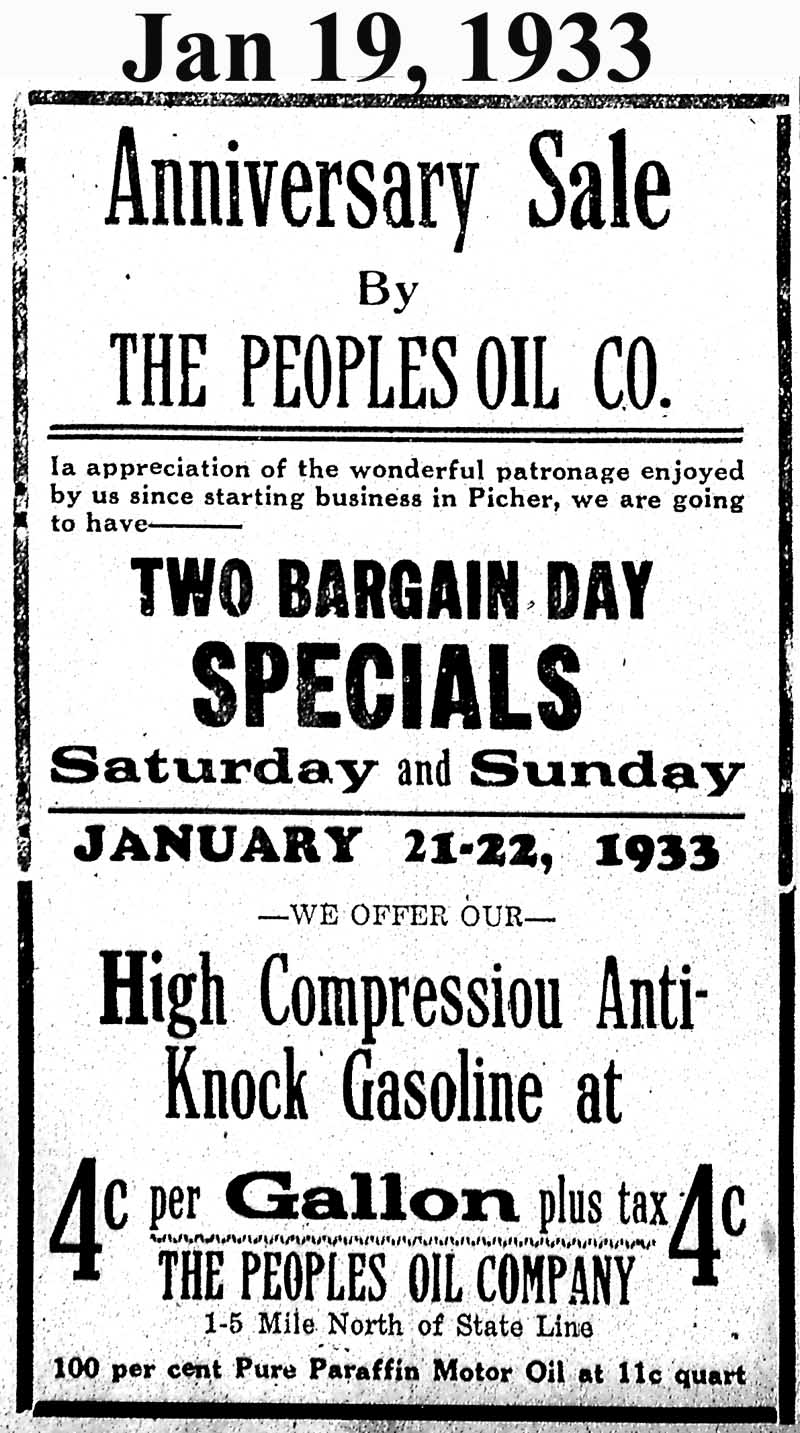 Jan 19, 1933
Anniversary Sale
By
THE PEOPLES OIL CO.
Ia appreciation of the wonderful patronage enjoyed
by us since starting business in Picher, we are going
to have———
TWO BARGAIN DAY
SPECIALS
Saturday and Sunday
JANUARY 21-22, 1933
—WE OFFER OUR—
High Compressiou Anti-
Knock Gasoline at
4c per Gallon plus tax 4c
THE PEOPLES OIL COMPANY
1-5 Mile North of State Line
100 per cent Pure Paraffin Motor Oil at 11c quart